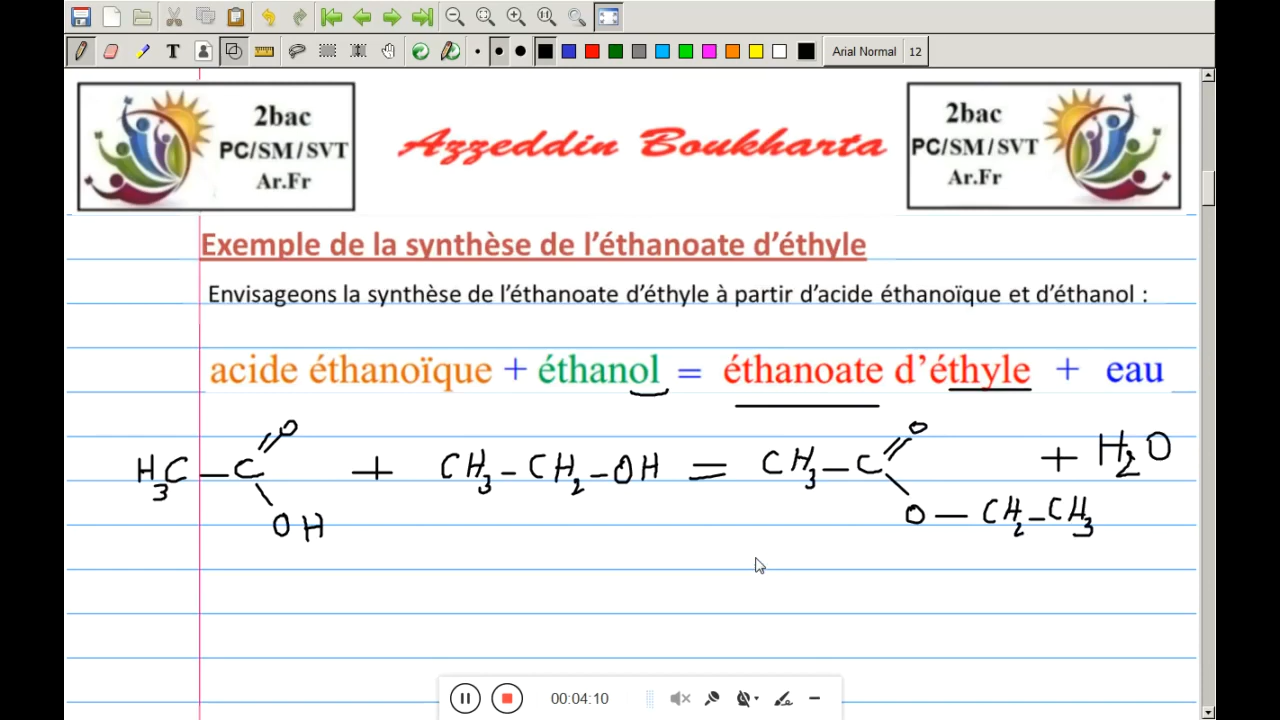 Arial Normal 12
2bac
PC/SM/SVT
Ar.Fr
Azzeddin Boukharta
2bac
PC/SM/SVT
Ar.Fr
Exemple de la synthèse de l'éthanoate d'éthyle
Envisageons la synthèse de l'éthanoate d'éthyle à partir d'acide éthanoïque et d'éthanol :
acide éthanoïque + éthanol = éthanoate d'éthyle + eau
O O
H3C – C + CH3 – CH2 – OH = CH3 – C + H2O
OH O – CH2 – CH3
00:04:10